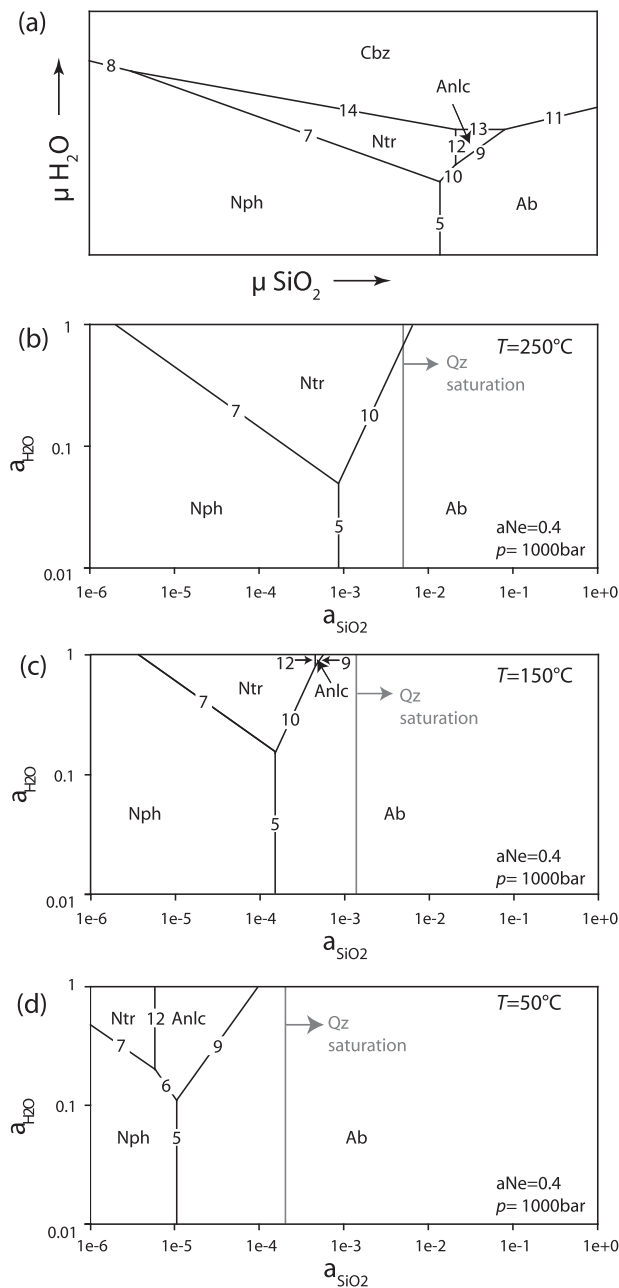 (a)
Cbz
8
Anlc
11
14
13
7
Ntr
12
9
10
Nph
Ab
5
μ H2O
μ SiO2
(b)
1
T=250°C
Qz
saturation
Ntr
7
10
0.1
aH2O
Nph
Ab
5
aNe=0.4
p= 1000bar
0.01
1e-6
1e-5
1e-4
1e-3
1e-2
1e-1
1e+0
aSiO2
(c)
1
12
9
T=150°C
Ntr
Anlc
Qz
saturation
7
10
0.1
aH2O
Nph
5
Ab
aNe=0.4
p= 1000bar
0.01
1e-6
1e-5
1e-4
1e-3
1e-2
1e-1
1e+0
aSiO2
(d)
1
T=50°C
Ntr
12
Anlc
Qz
saturation
7
9
6
0.1
aH2O
Nph
5
Ab
aNe=0.4
p= 1000bar
0.01
1e-6
1e-5
1e-4
1e-3
1e-2
1e-1
1e+0
aSiO2